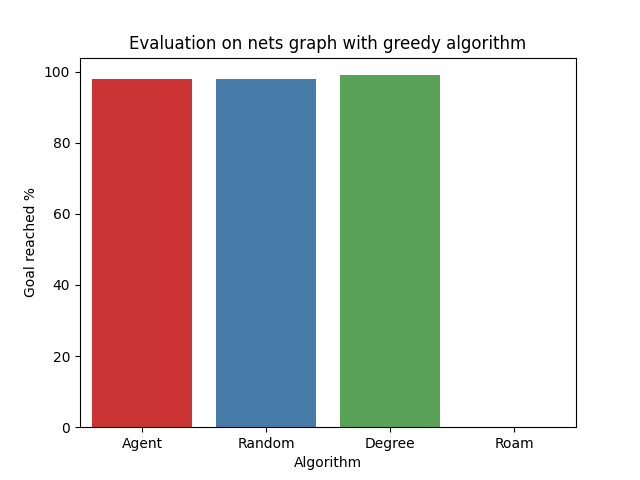 Evaluation on nets graph with greedy algorithm
Goal reached %
100
80
60
40
20
0
Agent Random Degree Roam
Algorithm